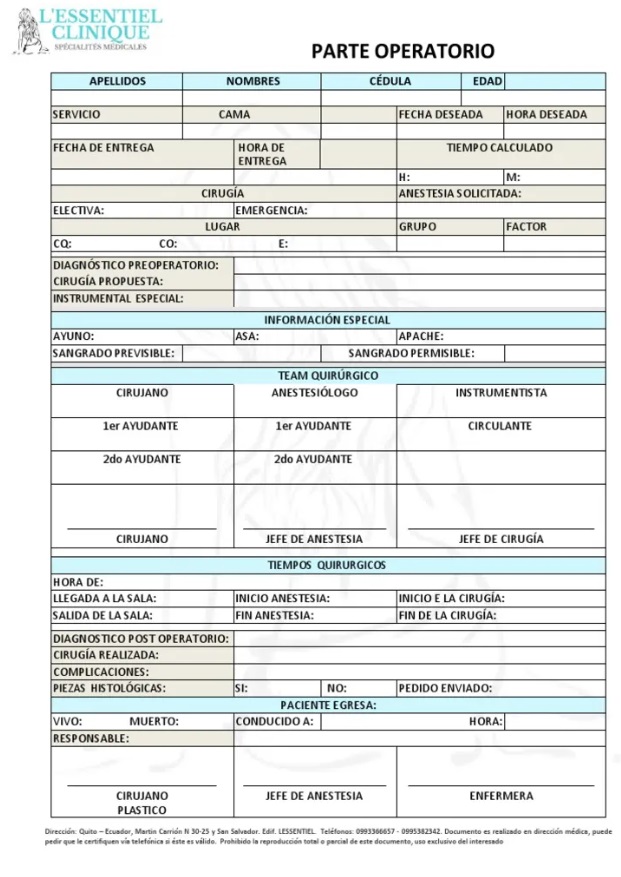 L'ESSENTIEL
CLINIQUE
SPÉCIALITÉS MÉDICALES
PARTE OPERATORIO
APELLIDOS NOMBRES CÉDULA EDAD
SERVICIO CAMA FECHA DESEADA HORA DESEADA
FECHA DE ENTREGA HORA DE ENTREGA TIEMPO CALCULADO
H: M:
CIRUGÍA ANESTESIA SOLICITADA:
ELECTIVA: EMERGENCIA:
LUGAR GRUPO FACTOR
CQ: CO: E:
DIAGNÓSTICO PREOPERATORIO:
CIRUGÍA PROPUESTA:
INSTRUMENTAL ESPECIAL:
INFORMACIÓN ESPECIAL
AYUNO: ASA: APACHE:
SANGRADO PREVISIBLE: SANGRADO PERMISIBLE:
TEAM QUIRÚRGICO
CIRUJANO ANESTESIÓLOGO INSTRUMENTISTA
1er AYUDANTE 1er AYUDANTE CIRCULANTE
2do AYUDANTE 2do AYUDANTE
CIRUJANO JEFE DE ANESTESIA JEFE DE CIRUGÍA
TIEMPOS QUIRURGICOS
HORA DE:
LLEGADA A LA SALA: INICIO ANESTESIA: INICIO E LA CIRUGÍA:
SALIDA DE LA SALA: FIN ANESTESIA: FIN DE LA CIRUGÍA:
DIAGNOSTICO POST OPERATORIO:
CIRUGÍA REALIZADA:
COMPLICACIONES:
PIEZAS HISTOLÓGICAS: SI: NO: PEDIDO ENVIADO:
PACIENTE EGRESA:
VIVO: MUERTO: CONDUCIDO A: HORA:
RESPONSABLE:
CIRUJANO PLASTICO JEFE DE ANESTESIA ENFERMERA
Dirección: Quito – Ecuador, Martin Carrión N 30-25 y San Salvador. Edif. LESSENTIEL. Teléfonos: 0993366657 - 0995382342. Documento es realizado en dirección médica, puede
pedir que le certifiquen vía telefónica si éste es válido. Prohibido la reproducción total o parcial de este documento, uso exclusivo del interesado